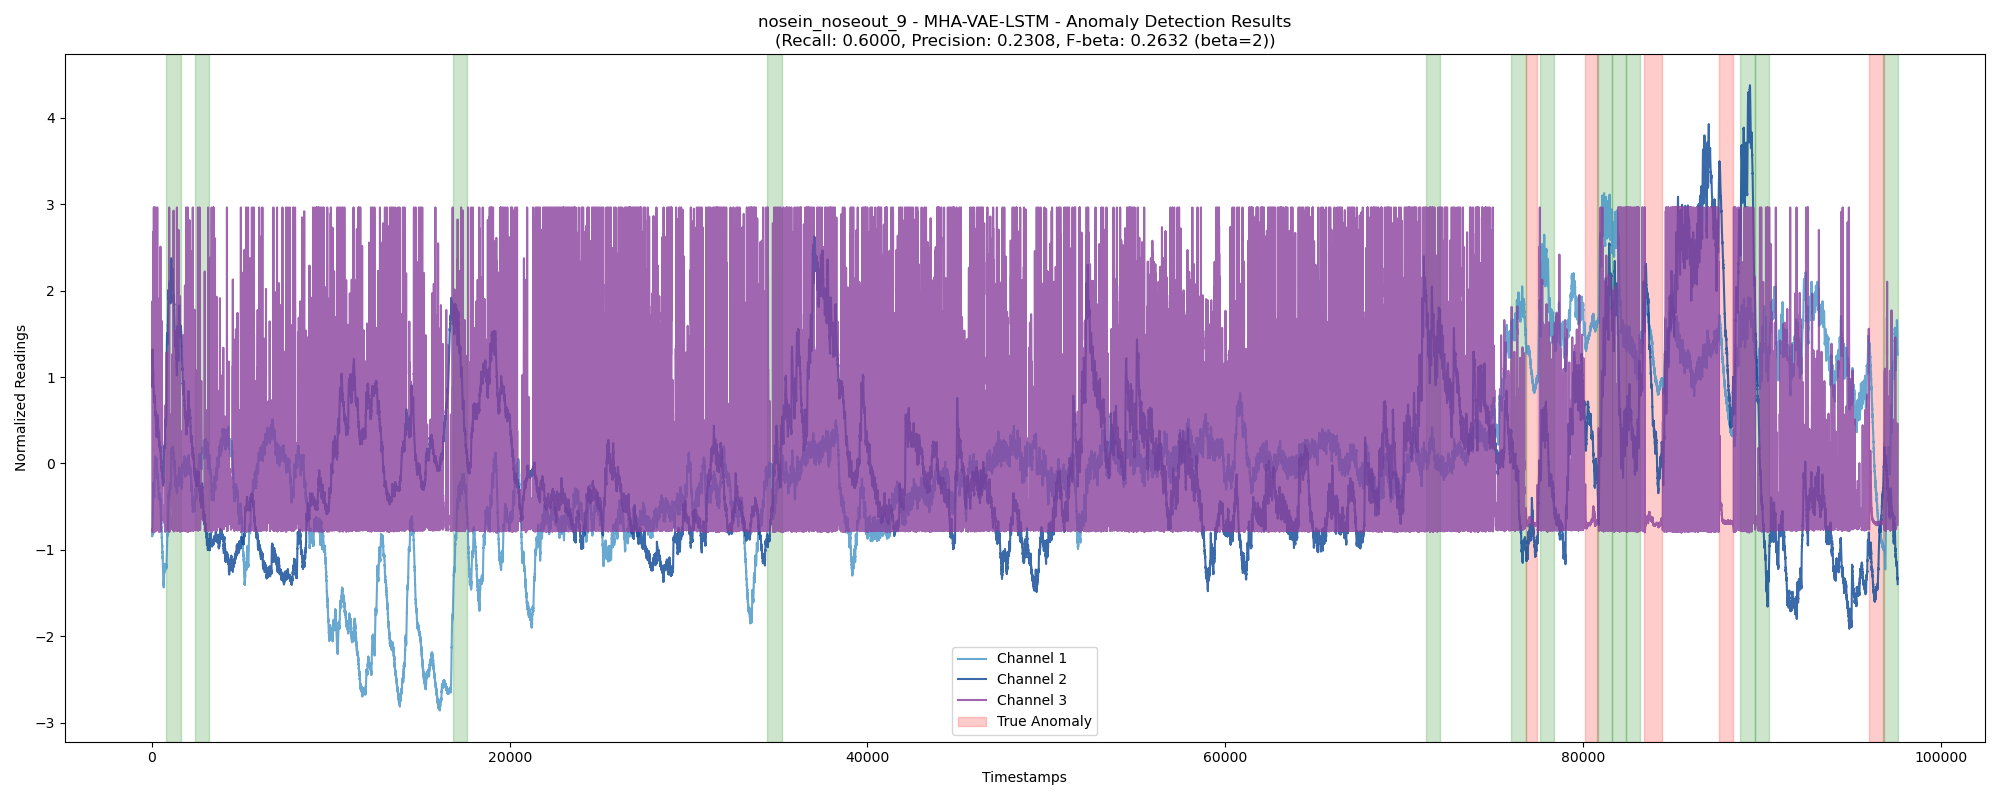 nosein_noseout_9 - MHA-VAE-LSTM - Anomaly Detection Results
(Recall: 0.6000, Precision: 0.2308, F-beta: 0.2632 (beta=2))
Normalized Readings
4
3
2
1
0
−1
−2
−3
Channel 1
Channel 2
Channel 3
True Anomaly
0
20000
40000
60000
80000
100000
Timestamps